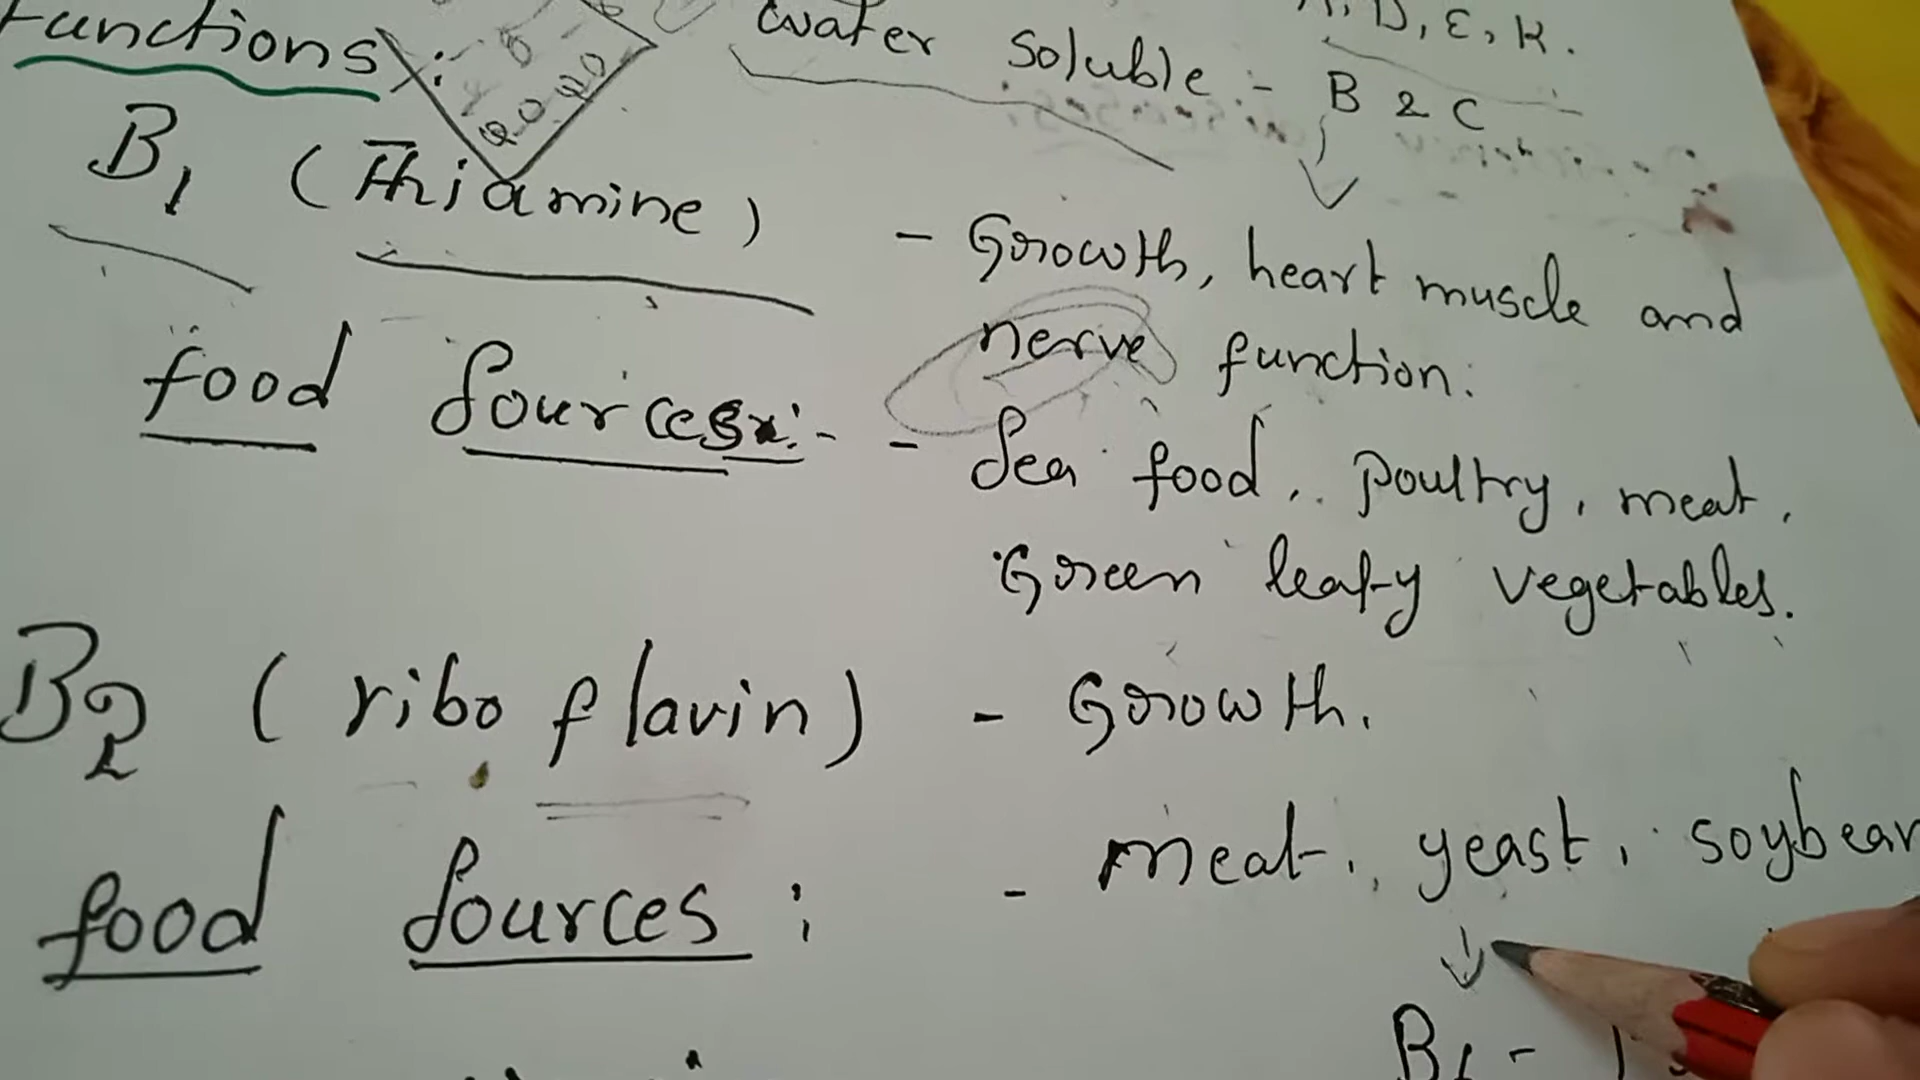 A, D, E, K.
Functions :
water soluble - B & C
B1 (Thiamine) - Growth, heart muscle and
nerve function.
food sources :- - Sea food, poultry, meat,
Green leafy vegetables.
B2 (riboflavin) - Growth.
food sources : - meat, yeast, soybean